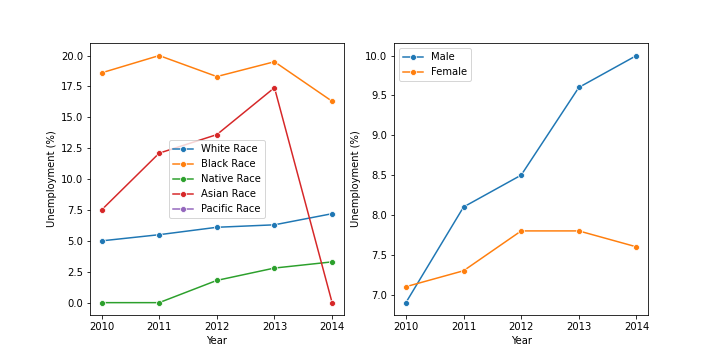 20.0
17.5
15.0
12.5
10.0
7.5
5.0
2.5
0.0
Unemployment (%)
White Race
Black Race
Native Race
Asian Race
Pacific Race
2010 2011 2012 2013 2014
Year
10.0
9.5
9.0
8.5
8.0
7.5
7.0
Unemployment (%)
Male
Female
2010 2011 2012 2013 2014
Year